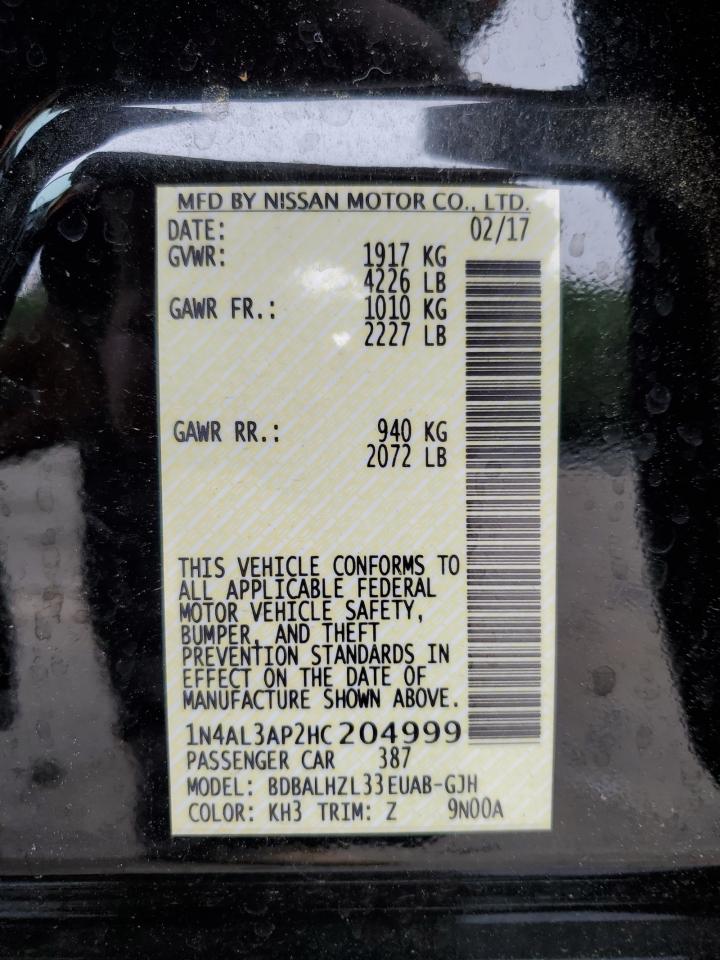 MFD BY NISSAN MOTOR CO., LTD.
DATE: 02/17
GVWR: 1917 KG
4226 LB
GAWR FR.: 1010 KG
2227 LB
GAWR RR.: 940 KG
2072 LB
THIS VEHICLE CONFORMS TO
ALL APPLICABLE FEDERAL
MOTOR VEHICLE SAFETY,
BUMPER, AND THEFT
PREVENTION STANDARDS IN
EFFECT ON THE DATE OF
MANUFACTURE SHOWN ABOVE.
1N4AL3AP2HC204999
PASSENGER CAR 387
MODEL: BDBALHZL33EUAB-GJH
COLOR: KH3 TRIM: Z 9N00A